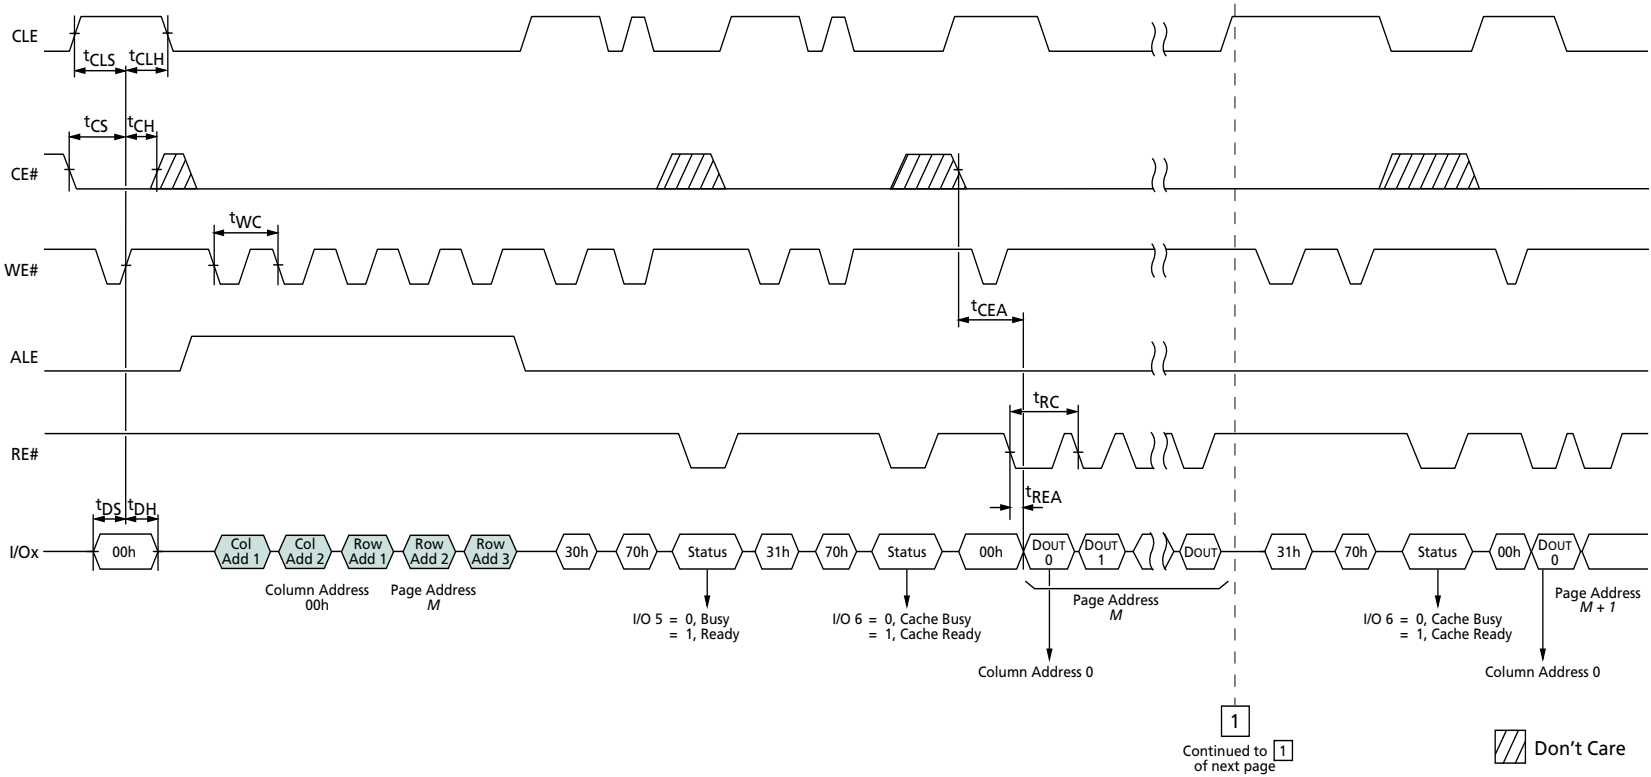 CLE
tCLS
tCLH
tCS
tCH
CE#
tWC
WE#
tCEA
ALE
tRC
RE#
tREA
tDS
tDH
I/Ox
00h
Col
Add 1
Col
Add 2
Row
Add 1
Row
Add 2
Row
Add 3
30h
70h
Status
31h
70h
Status
00h
DOUT
0
DOUT
1
DOUT
31h
70h
Status
00h
DOUT
0
Column Address
00h
Page Address
M
I/O 5 = 0, Busy
= 1, Ready
I/O 6 = 0, Cache Busy
= 1, Cache Ready
Page Address
M
Column Address 0
I/O 6 = 0, Cache Busy
= 1, Cache Ready
Page Address
M + 1
Column Address 0
1
Continued to 1
of next page
Don't Care